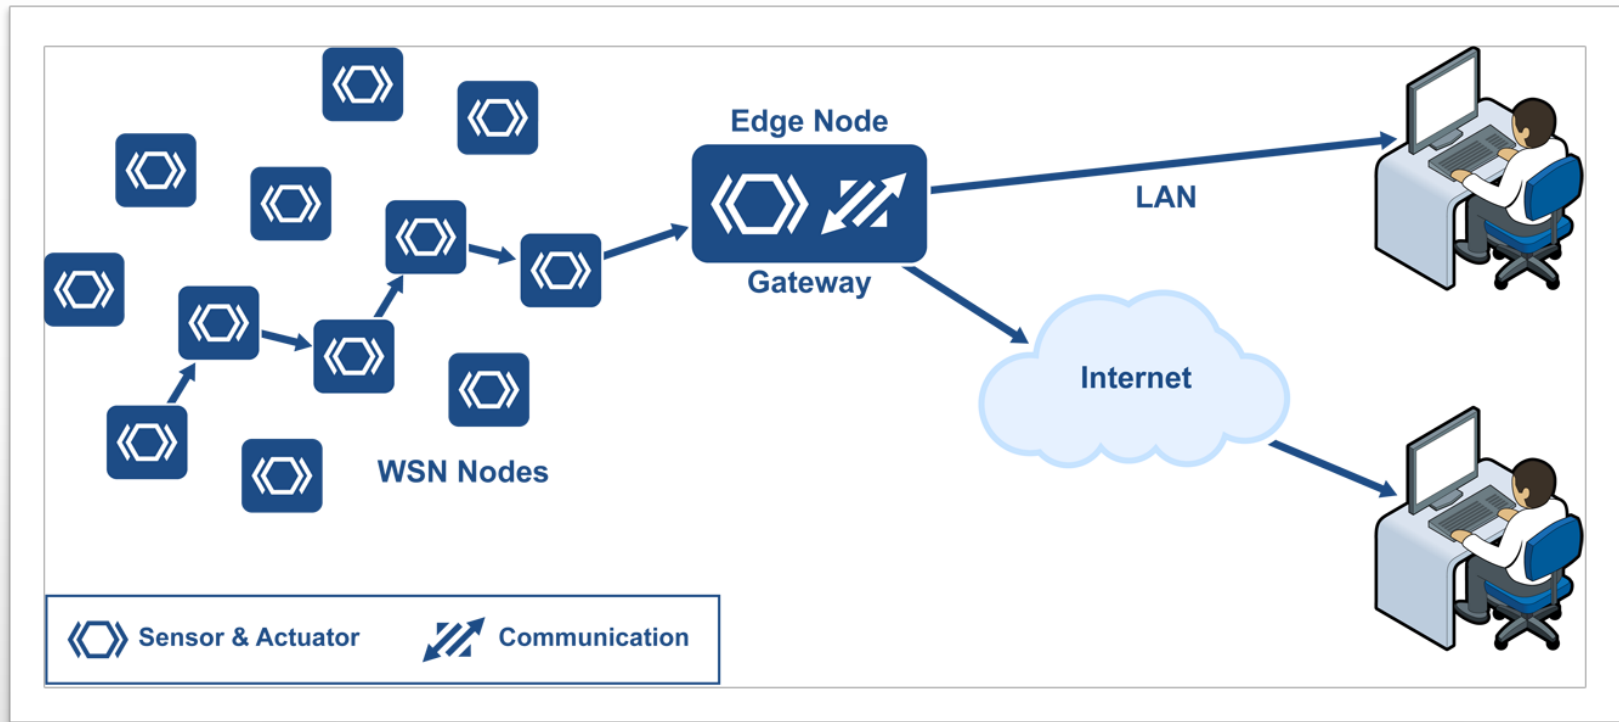 Edge Node
Gateway
LAN
Internet
WSN Nodes
Sensor & Actuator
Communication